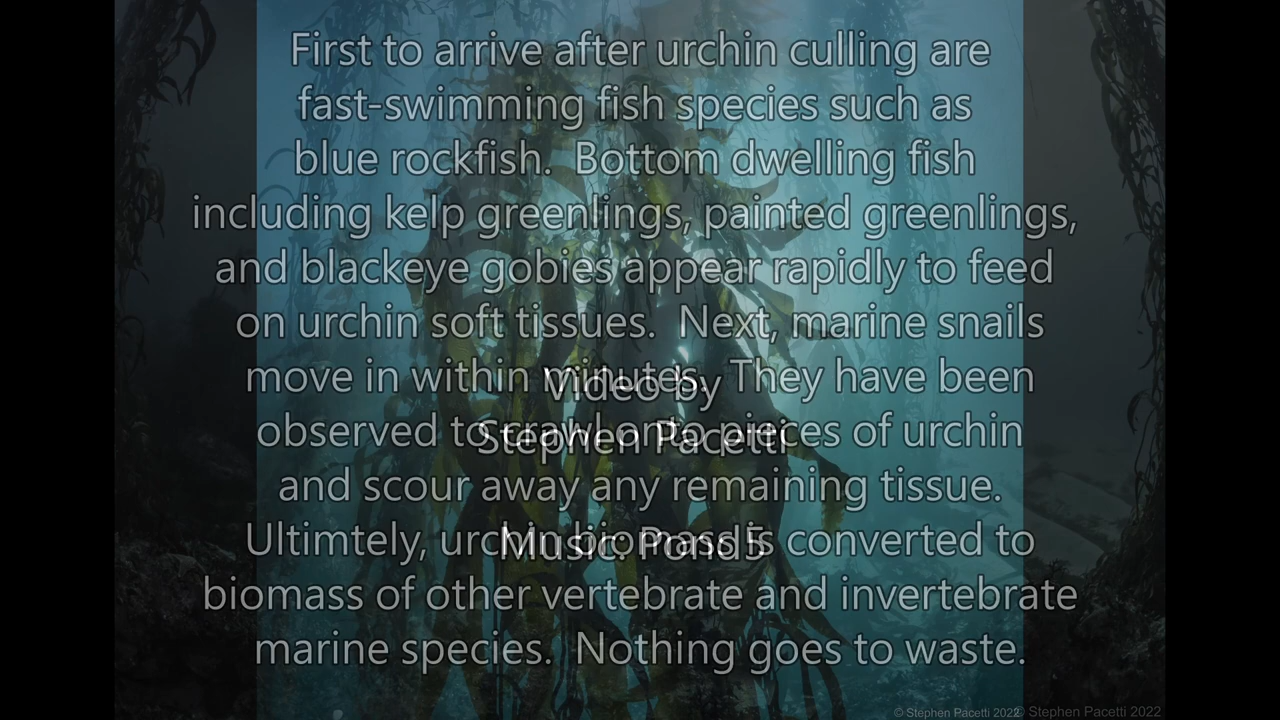 First to arrive after urchin culling are
fast-swimming fish species such as
blue rockfish. Bottom dwelling fish
including kelp greenlings, painted greenlings,
and blackeye gobies appear rapidly to feed
on urchin soft tissues. Next, marine snails
move in within minutes. They have been
Video by
observed to crawl onto pieces of urchin
Stephen Pacetti
and scour away any remaining tissue.
Ultimtely, urchin biomass is converted to
Music: Pond5
biomass of other vertebrate and invertebrate
marine species. Nothing goes to waste.
© Stephen Pacetti 2022
© Stephen Pacetti 2022